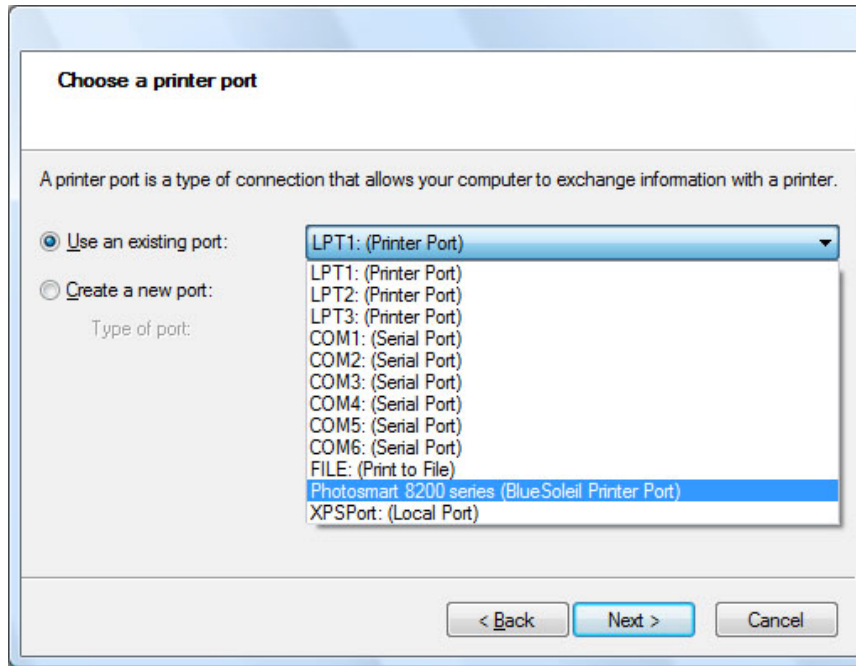 Choose a printer port
A printer port is a type of connection that allows your computer to exchange information with a printer.
Use an existing port:
LPT1: (Printer Port)
LPT1: (Printer Port)
LPT2: (Printer Port)
LPT3: (Printer Port)
COM1: (Serial Port)
COM2: (Serial Port)
COM3: (Serial Port)
COM4: (Serial Port)
COM5: (Serial Port)
COM6: (Serial Port)
FILE: (Print to File)
Photosmart 8200 series (BlueSoleil Printer Port)
XPSPort: (Local Port)
Create a new port:
Type of port:
< Back
Next >
Cancel